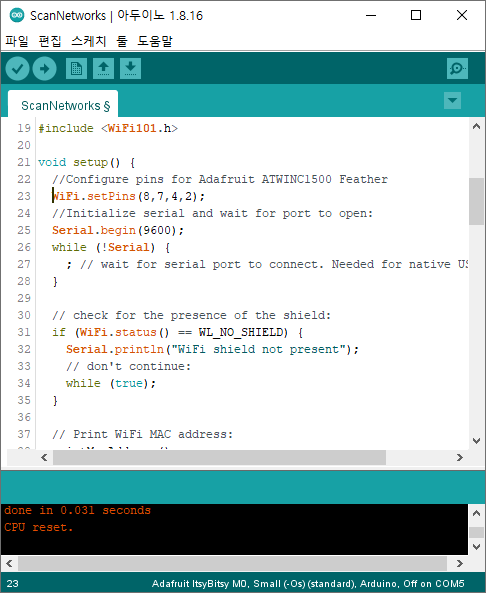 ScanNetworks | 아두이노 1.8.16
파일 편집 스케치 툴 도움말
ScanNetworks §
19 #include <WiFi101.h>
20
21 void setup() {
22 //Configure pins for Adafruit ATWINC1500 Feather
23 WiFi.setPins(8,7,4,2);
24 //Initialize serial and wait for port to open:
25 Serial.begin(9600);
26 while (!Serial) {
27 ; // wait for serial port to connect. Needed for native US
28 }
29
30 // check for the presence of the shield:
31 if (WiFi.status() == WL_NO_SHIELD) {
32 Serial.println("WiFi shield not present");
33 // don't continue:
34 while (true);
35 }
36
37 // Print WiFi MAC address:
done in 0.031 seconds
CPU reset.
23 Adafruit ItsyBitsy M0, Small (-Os) (standard), Arduino, Off on COM5